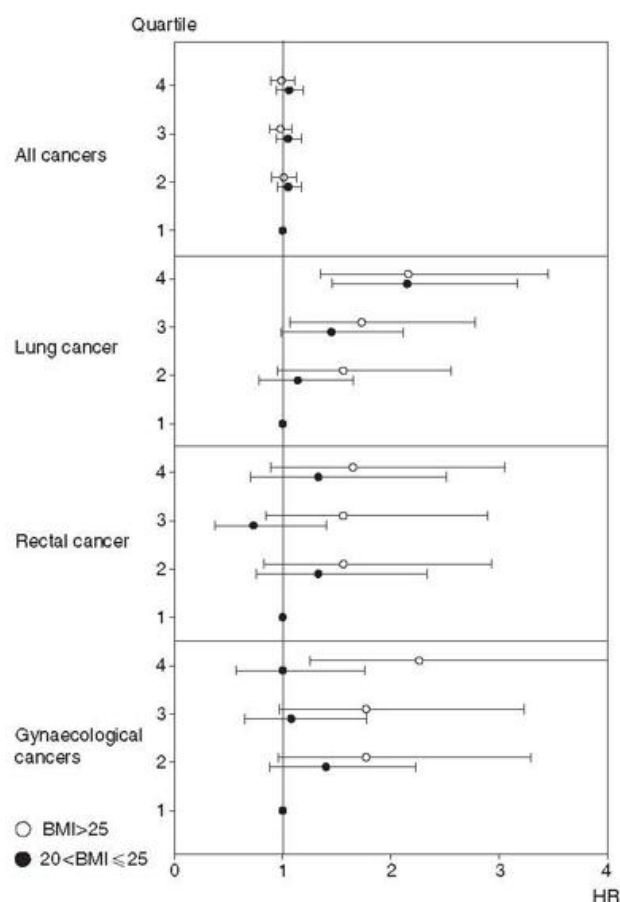 Quartile
All cancers
4
3
2
1
Lung cancer
4
3
2
1
Rectal cancer
4
3
2
1
Gynaecological
cancers
4
3
2
1
BMI>25
20<BMI≤25
0 1 2 3 4
HR